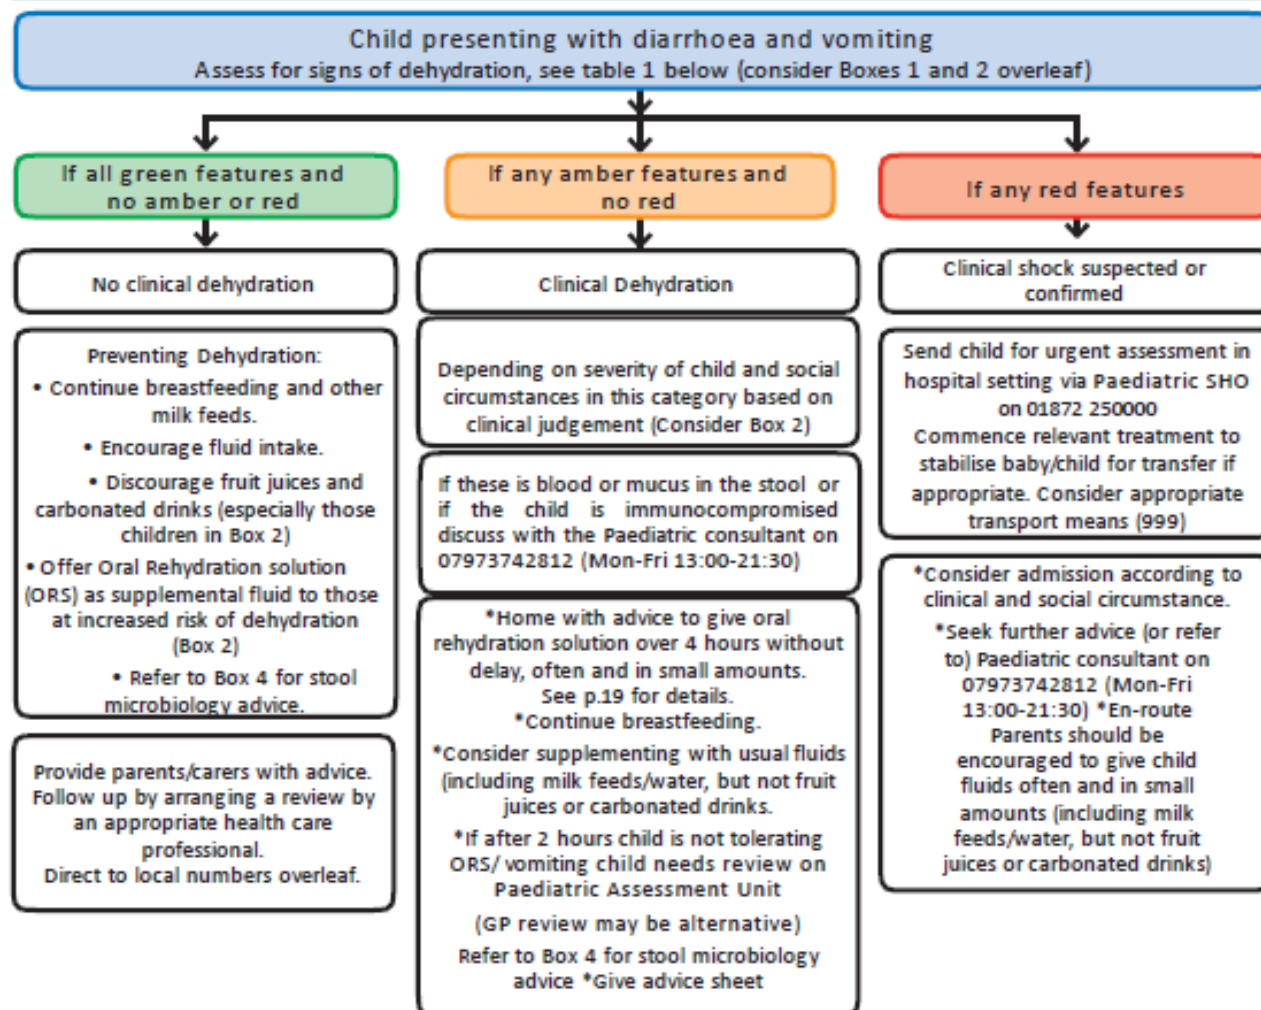 Child presenting with diarrhoea and vomiting
Assess for signs of dehydration, see table 1 below (consider Boxes 1 and 2 overleaf)
If all green features and
no amber or red
No clinical dehydration
Preventing Dehydration:
• Continue breastfeeding and other
milk feeds.
• Encourage fluid intake.
• Discourage fruit juices and
carbonated drinks (especially those
children in Box 2)
• Offer Oral Rehydration solution
(ORS) as supplemental fluid to those
at increased risk of dehydration
(Box 2)
• Refer to Box 4 for stool
microbiology advice.
Provide parents/carers with advice.
Follow up by arranging a review by
an appropriate health care
professional.
Direct to local numbers overleaf.
If any amber features and
no red
Clinical Dehydration
Depending on severity of child and social
circumstances in this category based on
clinical judgement (Consider Box 2)
If these is blood or mucus in the stool or
if the child is immunocompromised
discuss with the Paediatric consultant on
07973742812 (Mon-Fri 13:00-21:30)
*Home with advice to give oral
rehydration solution over 4 hours without
delay, often and in small amounts.
See p.19 for details.
*Continue breastfeeding.
*Consider supplementing with usual fluids
(including milk feeds/water, but not fruit
juices or carbonated drinks.
*If after 2 hours child is not tolerating
ORS/ vomiting child needs review on
Paediatric Assessment Unit
(GP review may be alternative)
Refer to Box 4 for stool microbiology
advice *Give advice sheet
If any red features
Clinical shock suspected or
confirmed
Send child for urgent assessment in
hospital setting via Paediatric SHO
on 01872 250000
Commence relevant treatment to
stabilise baby/child for transfer if
appropriate. Consider appropriate
transport means (999)
*Consider admission according to
clinical and social circumstance.
*Seek further advice (or refer
to) Paediatric consultant on
07973742812 (Mon-Fri
13:00-21:30) *En-route
Parents should be
encouraged to give child
fluids often and in small
amounts (including milk
feeds/water, but not fruit
juices or carbonated drinks)